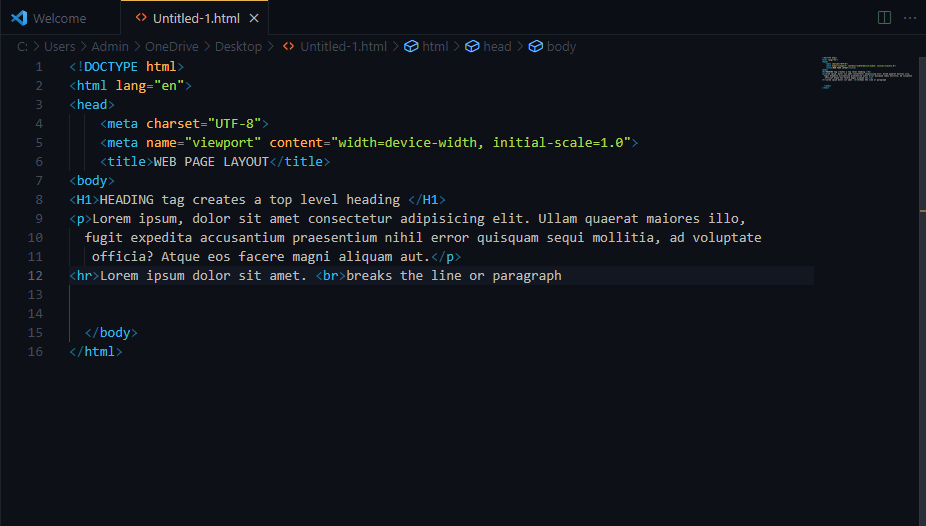 Welcome
Untitled-1.html
C: > Users > Admin > OneDrive > Desktop > Untitled-1.html > html > head > body
1 <!DOCTYPE html>
2 <html lang="en">
3 <head>
4 <meta charset="UTF-8">
5 <meta name="viewport" content="width=device-width, initial-scale=1.0">
6 <title>WEB PAGE LAYOUT</title>
7 <body>
8 <H1>HEADING tag creates a top level heading </H1>
9 <p>Lorem ipsum, dolor sit amet consectetur adipisicing elit. Ullam quaerat maiores illo,
10 fugit expedita accusantium praesentium nihil error quisquam sequi mollitia, ad voluptate
11 officia? Atque eos facere magni aliquam aut.</p>
12 <hr>Lorem ipsum dolor sit amet. <br>breaks the line or paragraph
13
14
15 </body>
16 </html>